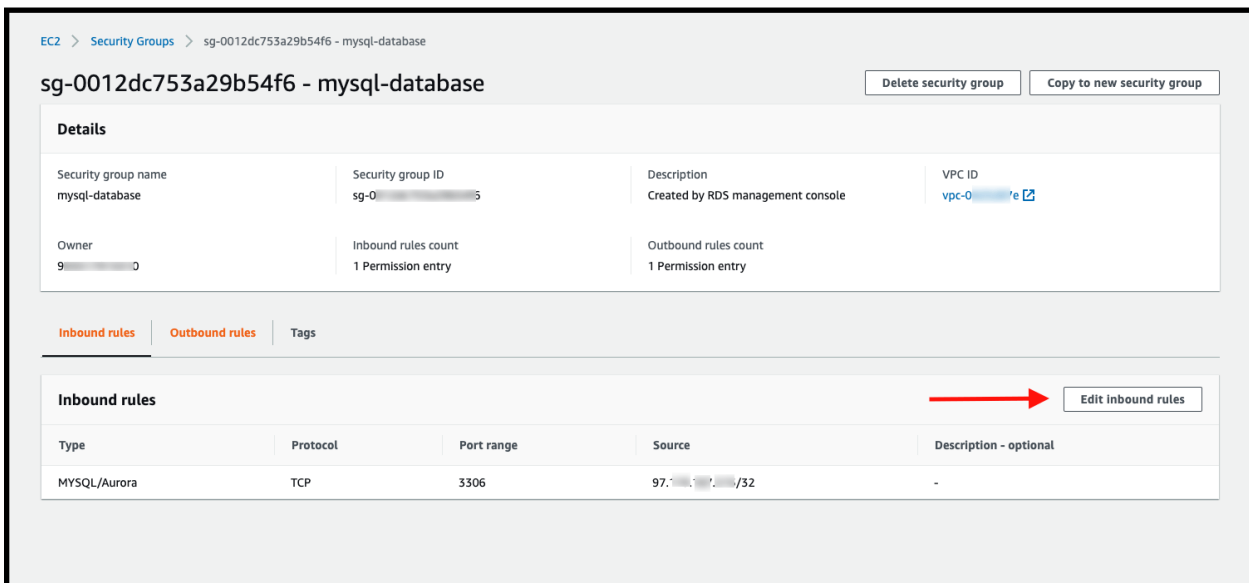 EC2 > Security Groups > sg-0012dc753a29b54f6 - mysql-database
sg-0012dc753a29b54f6 - mysql-database
Delete security group
Copy to new security group
Details
Security group name
Security group ID
Description
VPC ID
mysql-database
Created by RDS management console
Owner
Inbound rules count
Outbound rules count
1 Permission entry
1 Permission entry
Inbound rules
Outbound rules
Tags
Inbound rules
Edit inbound rules
Type
Protocol
Port range
Source
Description - optional
MYSQL/Aurora
TCP
3306
-